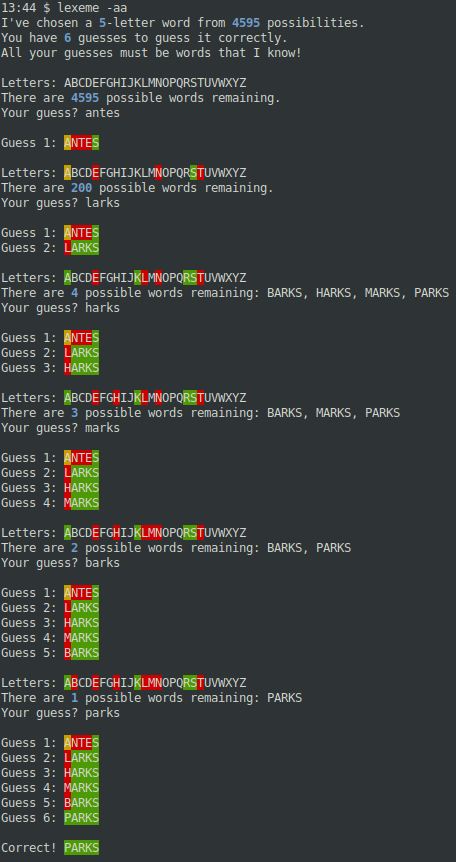 13:44 $ lexeme -aa
I've chosen a 5-letter word from 4595 possibilities.
You have 6 guesses to guess it correctly.
All your guesses must be words that I know!
Letters: ABCDEFGHIJKLMNOPQRSTUVWXYZ
There are 4595 possible words remaining.
Your guess? antes
Guess 1: ANTES
Letters: ABCDEFGHIJKLMNOPQRSTUVWXYZ
There are 200 possible words remaining.
Your guess? larks
Guess 1: ANTES
Guess 2: LARKS
Letters: ABCDEFGHIJKLMNOPQRSTUVWXYZ
There are 4 possible words remaining: BARKS, HARKS, MARKS, PARKS
Your guess? harks
Guess 1: ANTES
Guess 2: LARKS
Guess 3: HARKS
Letters: ABCDEFGHIJKLMNOPQRSTUVWXYZ
There are 3 possible words remaining: BARKS, MARKS, PARKS
Your guess? marks
Guess 1: ANTES
Guess 2: LARKS
Guess 3: HARKS
Guess 4: MARKS
Letters: ABCDEFGHIJKLMNOPQRSTUVWXYZ
There are 2 possible words remaining: BARKS, PARKS
Your guess? barks
Guess 1: ANTES
Guess 2: LARKS
Guess 3: HARKS
Guess 4: MARKS
Guess 5: BARKS
Letters: ABCDEFGHIJKLMNOPQRSTUVWXYZ
There are 1 possible words remaining: PARKS
Your guess? parks
Guess 1: ANTES
Guess 2: LARKS
Guess 3: HARKS
Guess 4: MARKS
Guess 5: BARKS
Guess 6: PARKS
Correct! PARKS